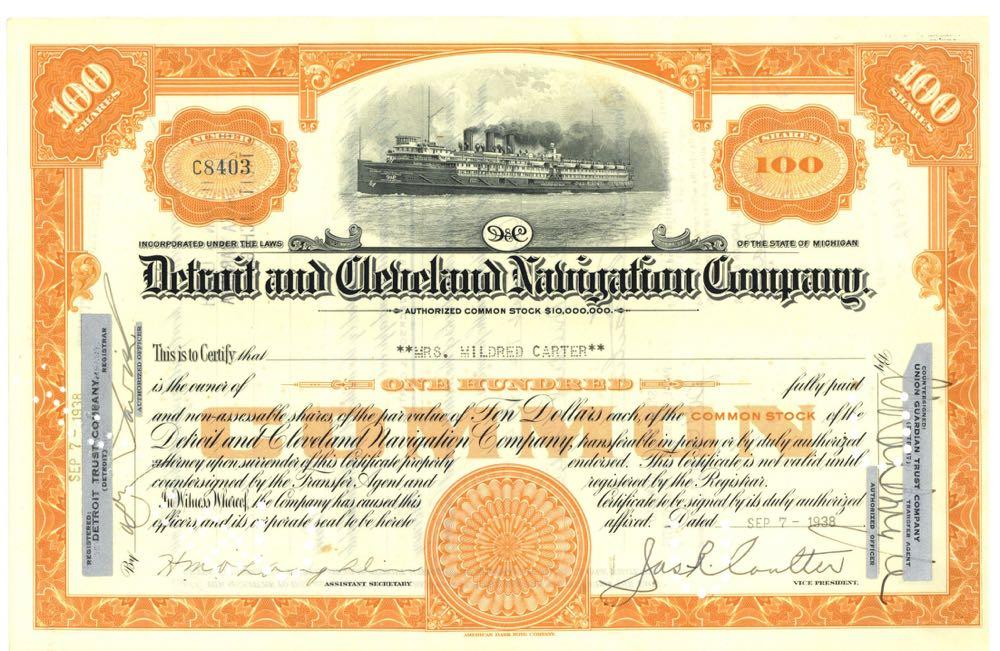 100 SHARES
100 SHARES
NUMBER
C8403
SHARES
100
D&C
INCORPORATED UNDER THE LAWS
OF THE STATE OF MICHIGAN
Detroit and Cleveland Navigation Company.
AUTHORIZED COMMON STOCK $10,000,000.
This is to Certify that **MRS. MILDRED CARTER**
is the owner of ONE HUNDRED fully paid
and non-assessable shares of the par value of Ten Dollars each, of the COMMON STOCK of the
COMMON
Detroit and Cleveland Navigation Company, transferable in person or by duly authorized
attorney upon surrender of this Certificate properly endorsed. This Certificate is not valid until
countersigned by the Transfer Agent and registered by the Registrar.
In Witness Whereof, the Company has caused this Certificate to be signed by its duly authorized
officers and its corporate seal to be hereto affixed. Dated SEP 7 - 1938
ASSISTANT SECRETARY
Jas R Coulter
VICE PRESIDENT.
SEP 7 - 1938
REGISTERED:
DETROIT TRUST COMPANY
(DETROIT) REGISTRAR
By
AUTHORIZED OFFICER
COUNTERSIGNED:
UNION GUARDIAN TRUST COMPANY
TRANSFER AGENT
By
AUTHORIZED OFFICER
AMERICAN BANK NOTE COMPANY.